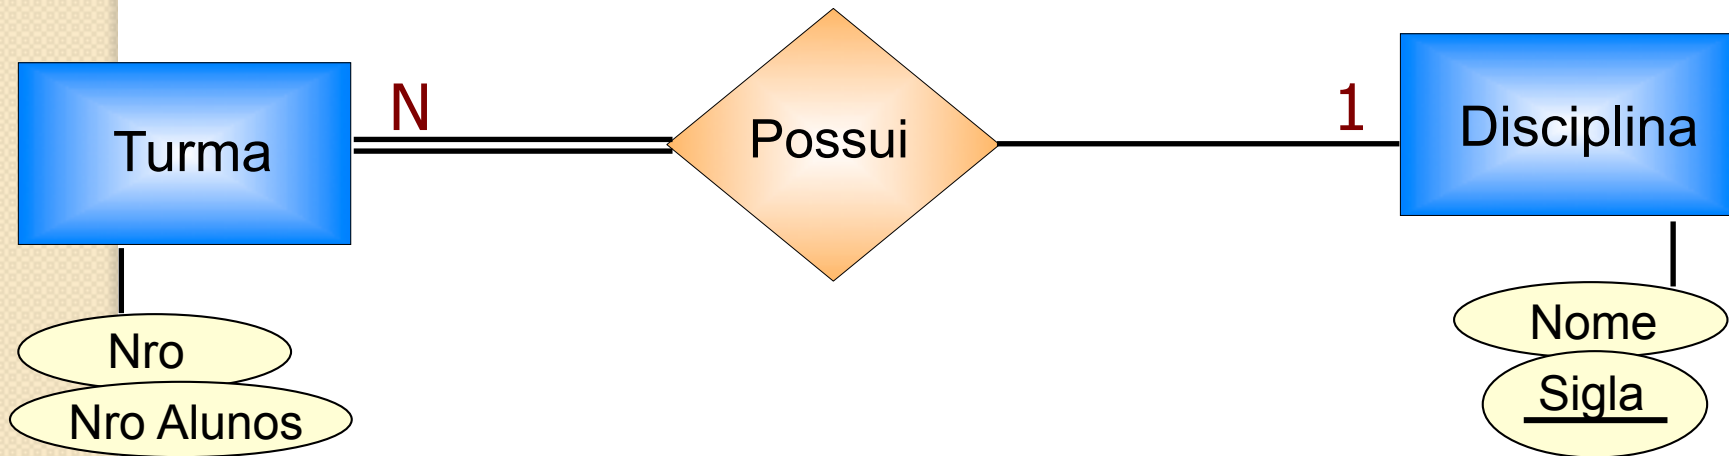 Turma
N
Possui
1
Disciplina
Nro
Nro Alunos
Nome
Sigla